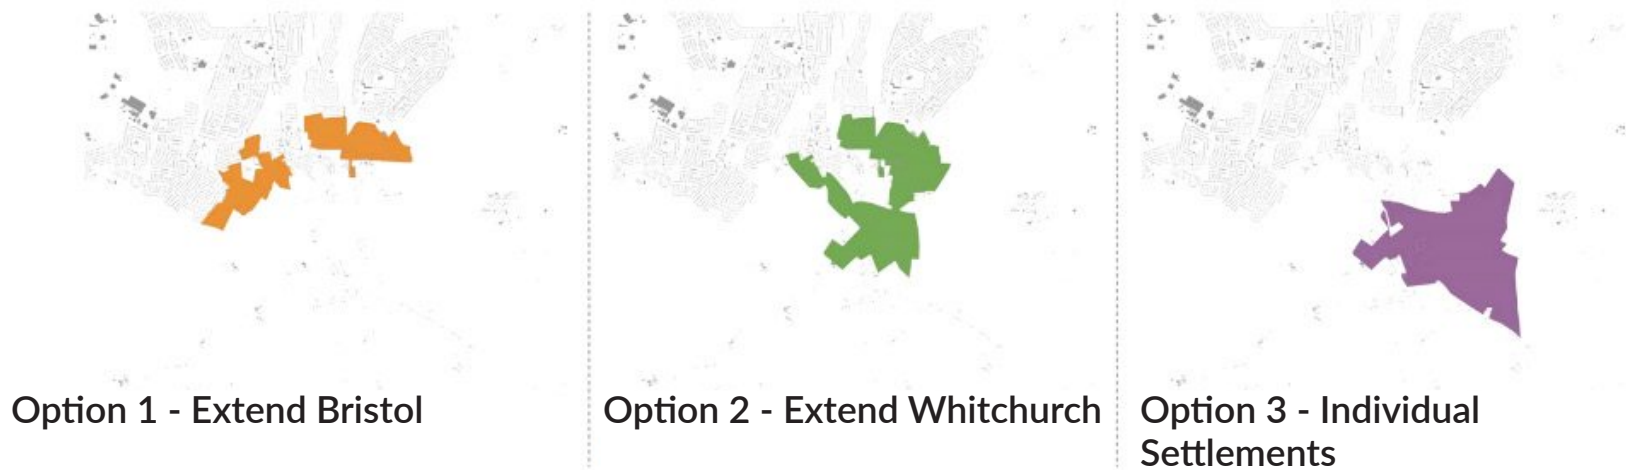 Option 1 - Extend Bristol
Option 2 - Extend Whitchurch
Option 3 - Individual
Settlements